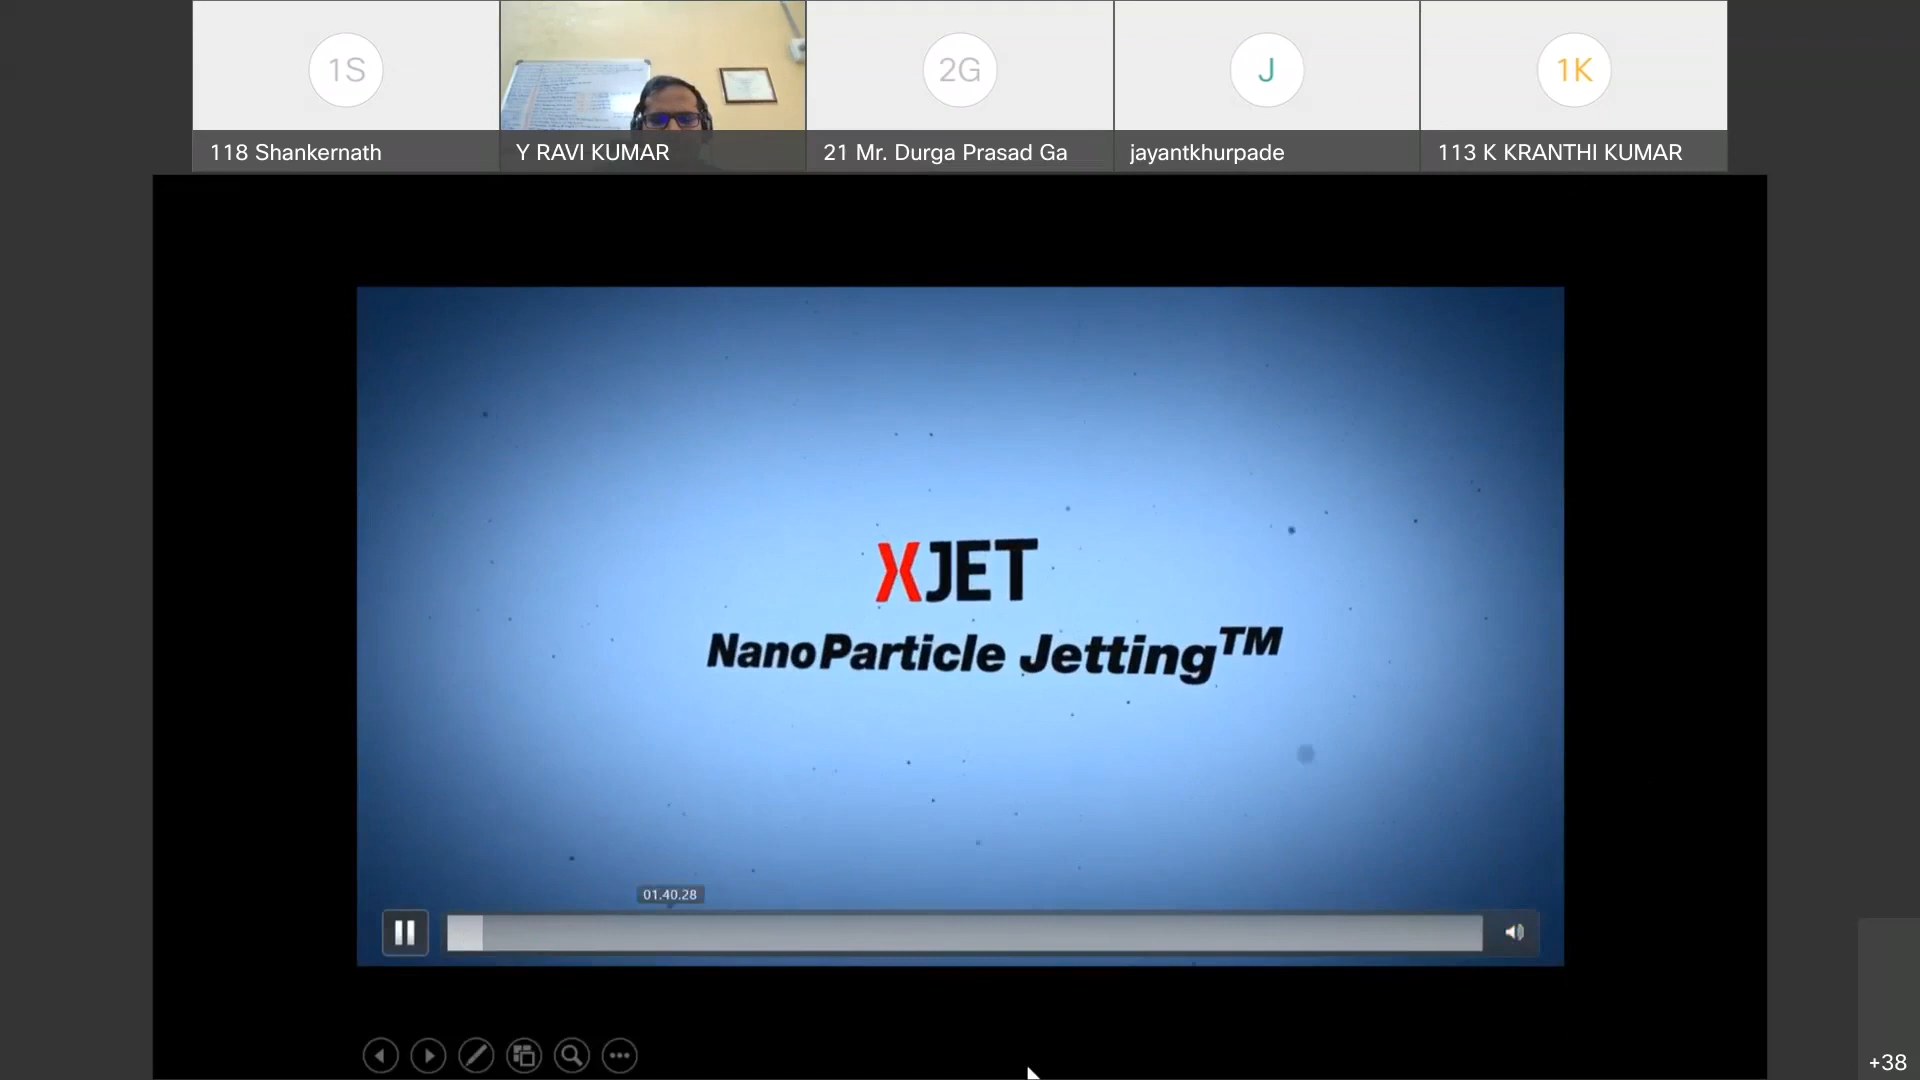 1S
2G
J
1K
118 Shankernath
Y RAVI KUMAR
21 Mr. Durga Prasad Ga
jayantkhurpade
113 K KRANTHI KUMAR
XJET
NanoParticle Jetting™
01.40.28
+38